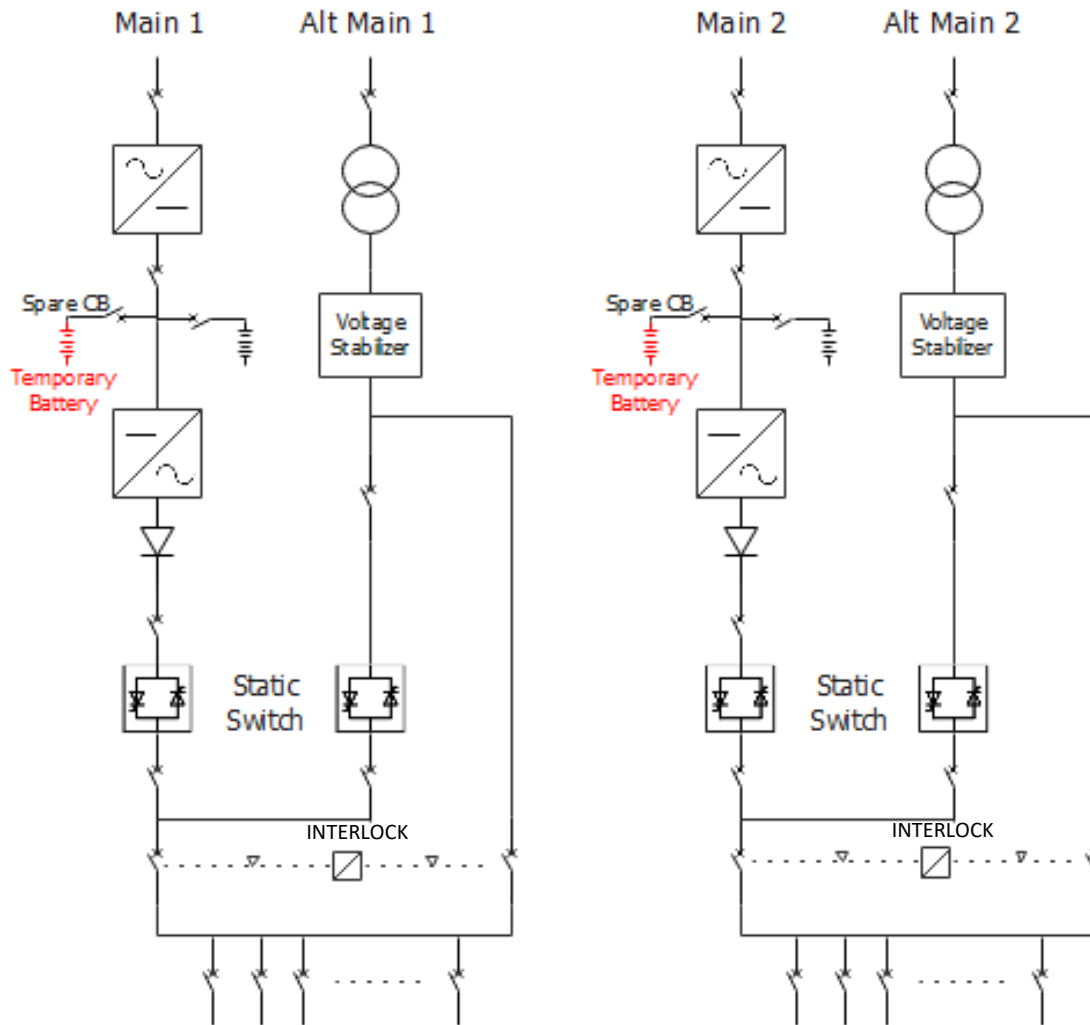 Main 1
Alt Main 1
Main 2
Alt Main 2
Spare CB
Temporary
Battery
Voltage
Stabilizer
Spare CB
Temporary
Battery
Voltage
Stabilizer
Static
Switch
Static
Switch
INTERLOCK
INTERLOCK